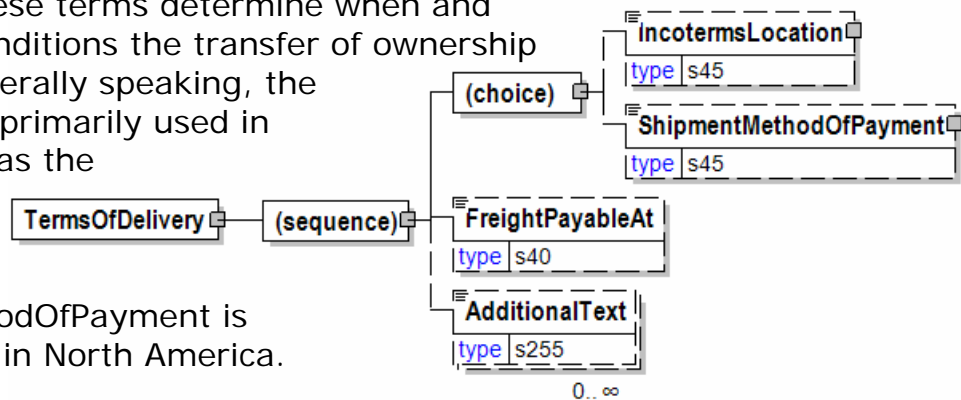 ese terms determine when and
nditions the transfer of ownership
erally speaking, the
primarily used in
as the
odOfPayment is
in North America.
TermsOfDelivery
(sequence)
(choice)
IncotermsLocation
type s45
ShipmentMethodOfPayment
type s45
FreightPayableAt
type s40
AdditionalText
type s255
0..∞